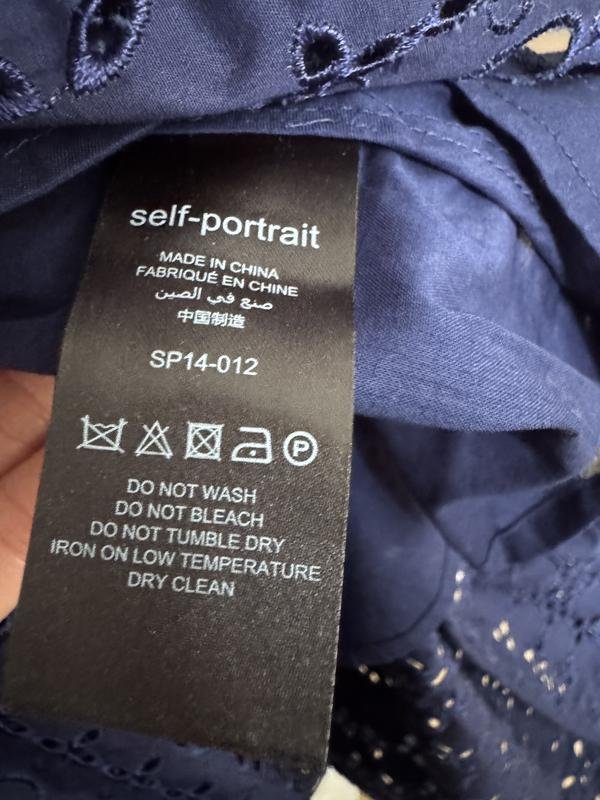 self-portrait
MADE IN CHINA
FABRIQUÉ EN CHINE
صنع في الصين
中国制造
SP14-012
P
DO NOT WASH
DO NOT BLEACH
DO NOT TUMBLE DRY
IRON ON LOW TEMPERATURE
DRY CLEAN